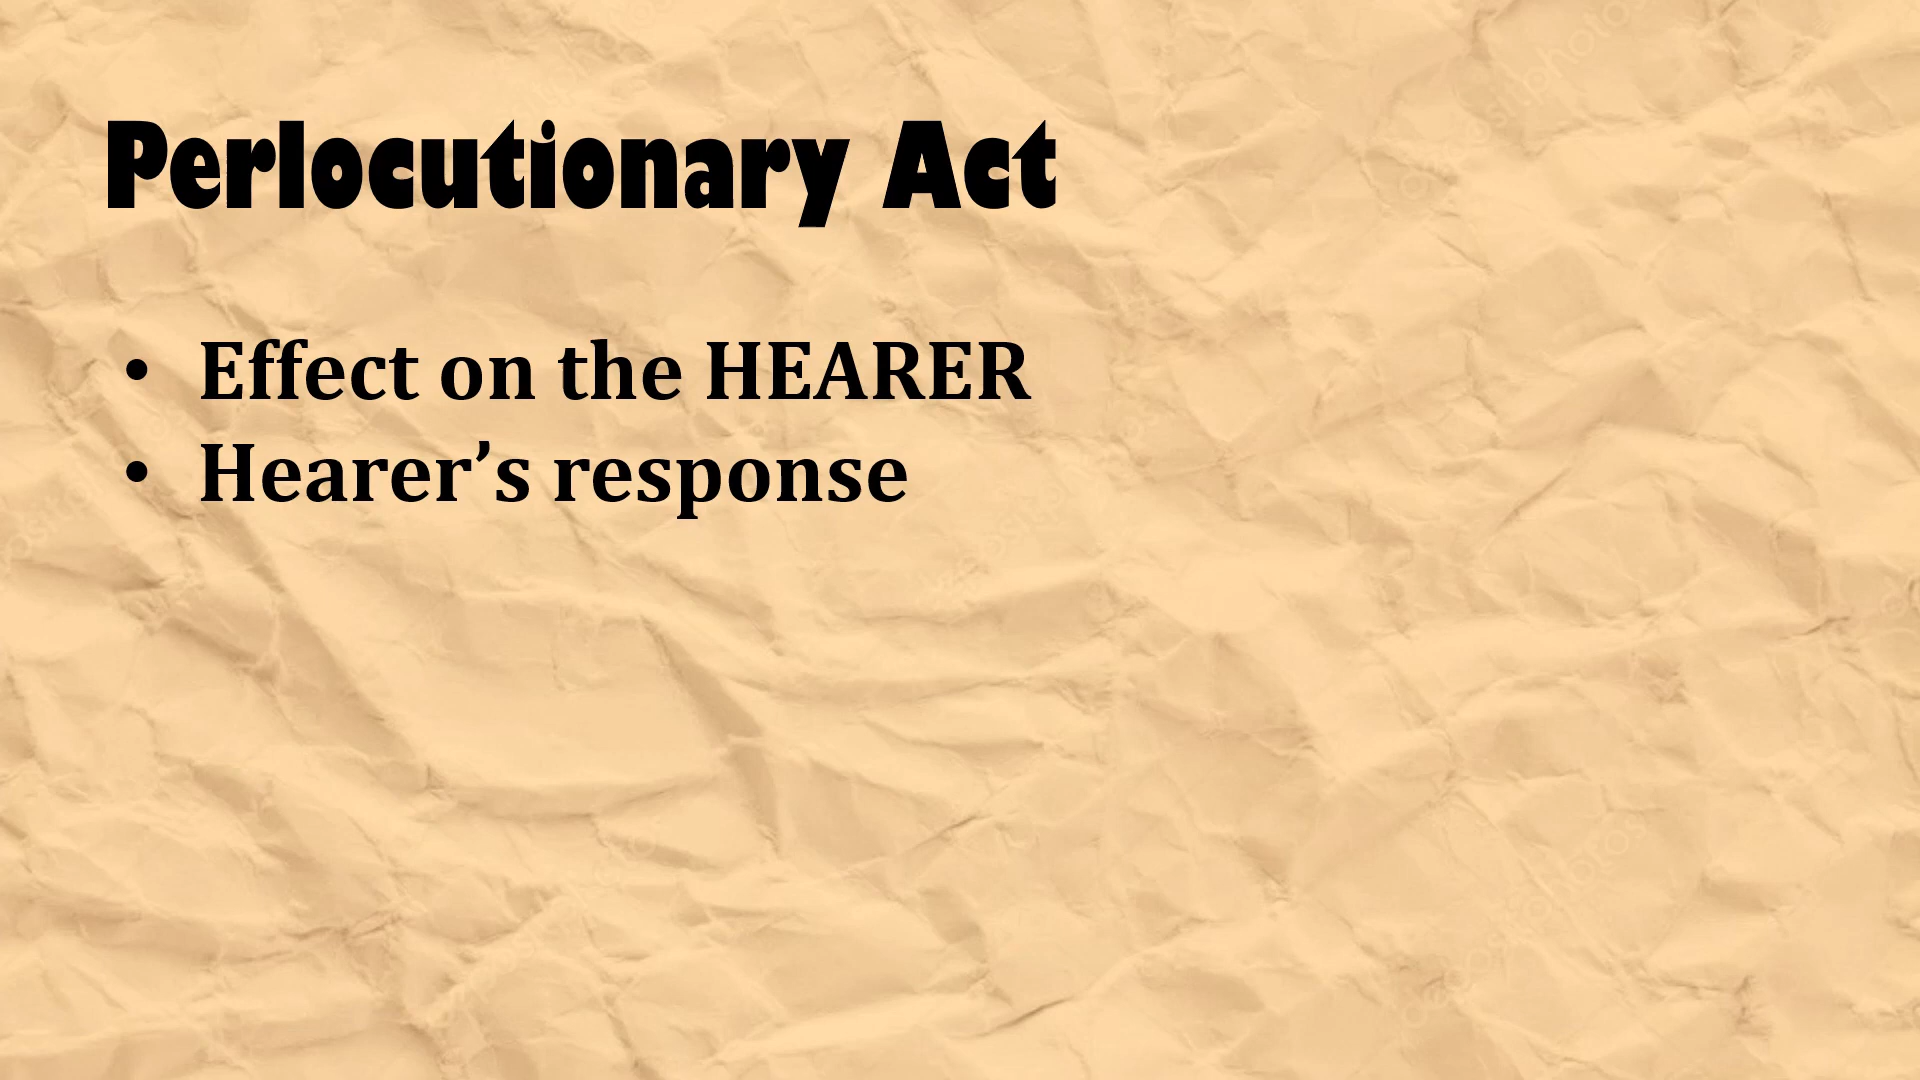 Perlocutionary Act
• Effect on the HEARER
• Hearer’s response